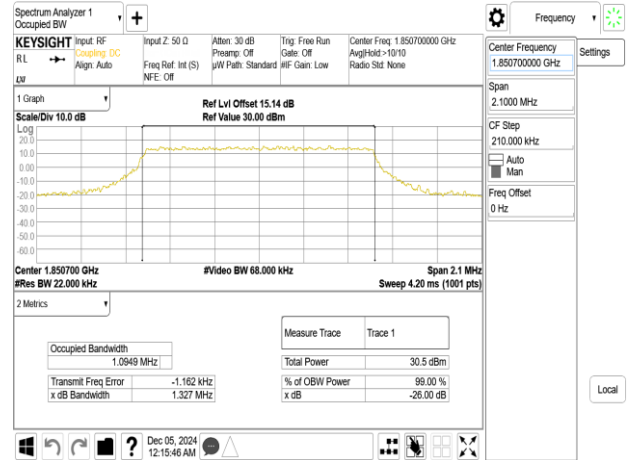 Spectrum Analyzer 1
Occupied BW
Frequency
KEYSIGHT
RL
Input: RF
Coupling: DC
Align: Auto
Input Z: 50 Ω
Freq Ref: Int (S)
NFE: Off
Atten: 30 dB
Preamp: Off
µW Path: Standard
Trig: Free Run
Gate: Off
#IF Gain: Low
Center Freq: 1.850700000 GHz
Avg|Hold:>10/10
Radio Std: None
Center Frequency
1.850700000 GHz
Settings
Span
2.1000 MHz
CF Step
210.000 kHz
Auto
Man
Freq Offset
0 Hz
Local
1 Graph
Ref Lvl Offset 15.14 dB
Scale/Div 10.0 dB
Ref Value 30.00 dBm
Log
20.0
10.0
0.00
-10.0
-20.0
-30.0
-40.0
-50.0
-60.0
Center 1.850700 GHz
#Video BW 68.000 kHz
Span 2.1 MHz
#Res BW 22.000 kHz
Sweep 4.20 ms (1001 pts)
2 Metrics
Measure Trace
Trace 1
Occupied Bandwidth
1.0949 MHz
Total Power
30.5 dBm
Transmit Freq Error
-1.162 kHz
% of OBW Power
99.00 %
x dB Bandwidth
1.327 MHz
x dB
-26.00 dB
Dec 05, 2024
12:15:46 AM